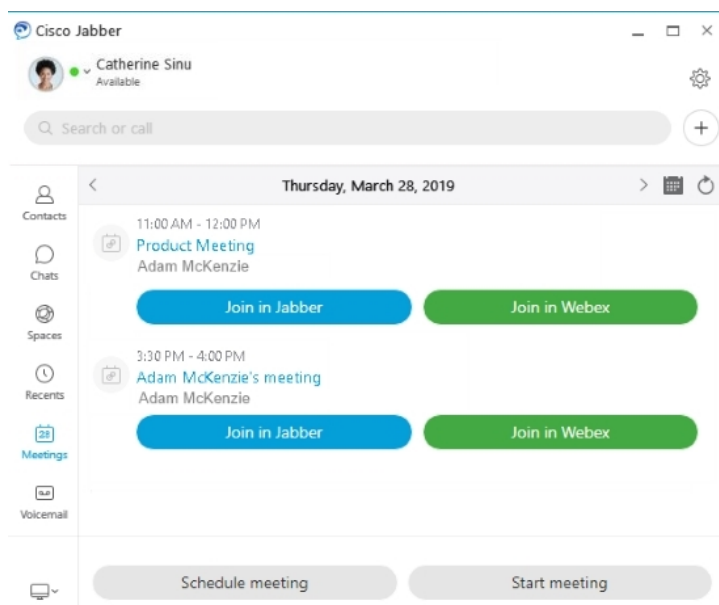 Cisco Jabber
Catherine Sinu
Available
Search or call
Thursday, March 28, 2019
Contacts
Chats
Spaces
Recents
28
Meetings
Voicemail
11:00 AM - 12:00 PM
Product Meeting
Adam McKenzie
Join in Jabber
Join in Webex
3:30 PM - 4:00 PM
Adam McKenzie's meeting
Adam McKenzie
Join in Jabber
Join in Webex
Schedule meeting
Start meeting